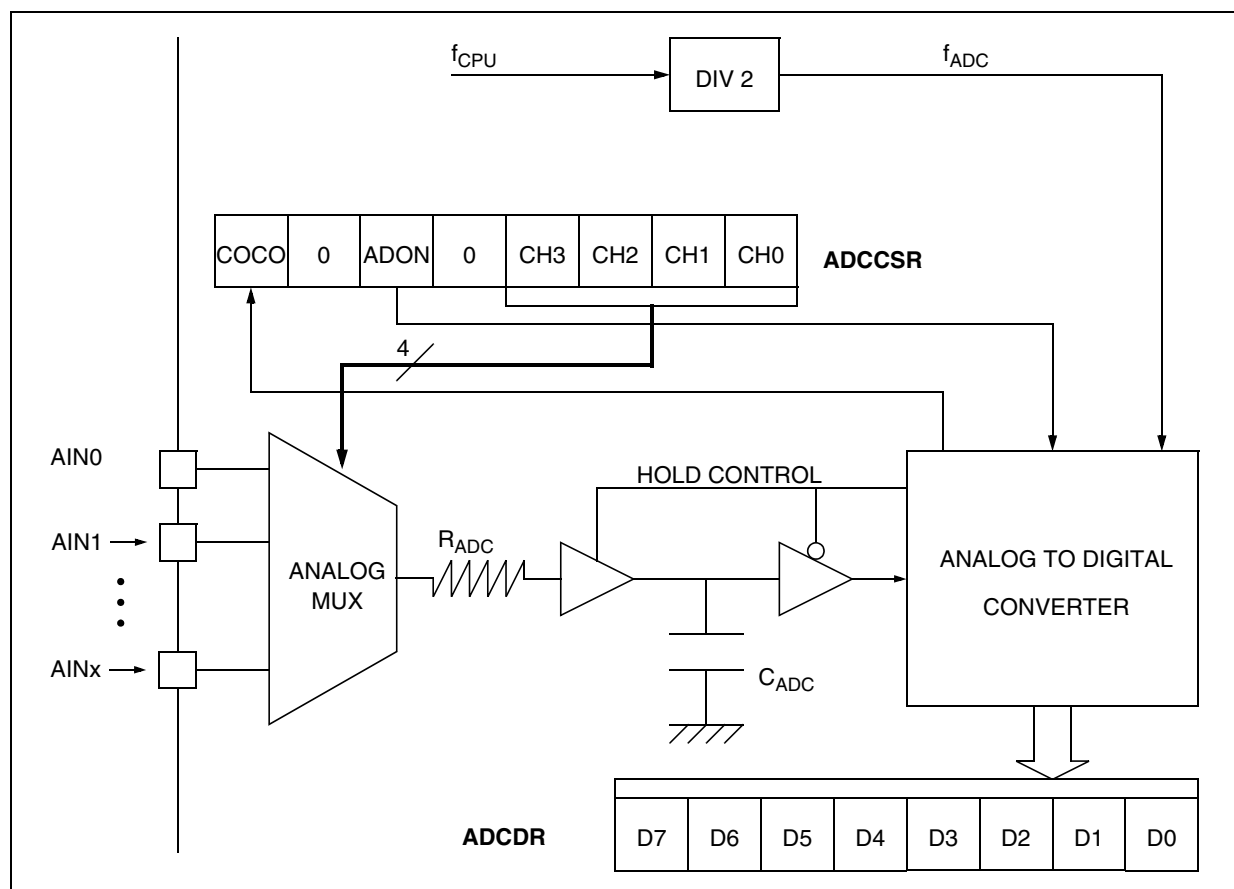 fCPU
DIV 2
fADC
COCO 0 ADON 0 CH3 CH2 CH1 CH0
ADCCSR
4
AIN0
HOLD CONTROL
AIN1
RADC
ANALOG
MUX
ANALOG TO DIGITAL
CONVERTER
AINx
CADC
ADCDR
D7 D6 D5 D4 D3 D2 D1 D0